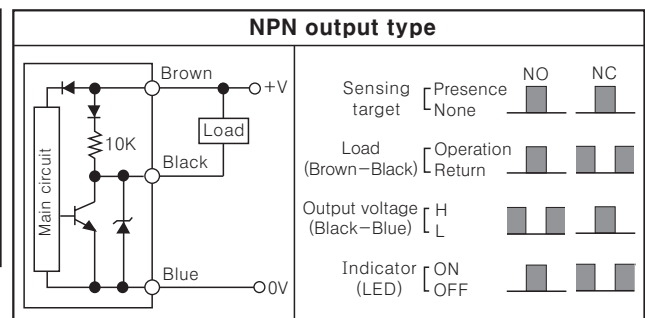 NPN output type
Brown
+V
Load
10K
Black
Main circuit
Blue
0V
NO NC
Sensing target Presence None
Load (Brown-Black) Operation Return
Output voltage (Black-Blue) H L
Indicator (LED) ON OFF